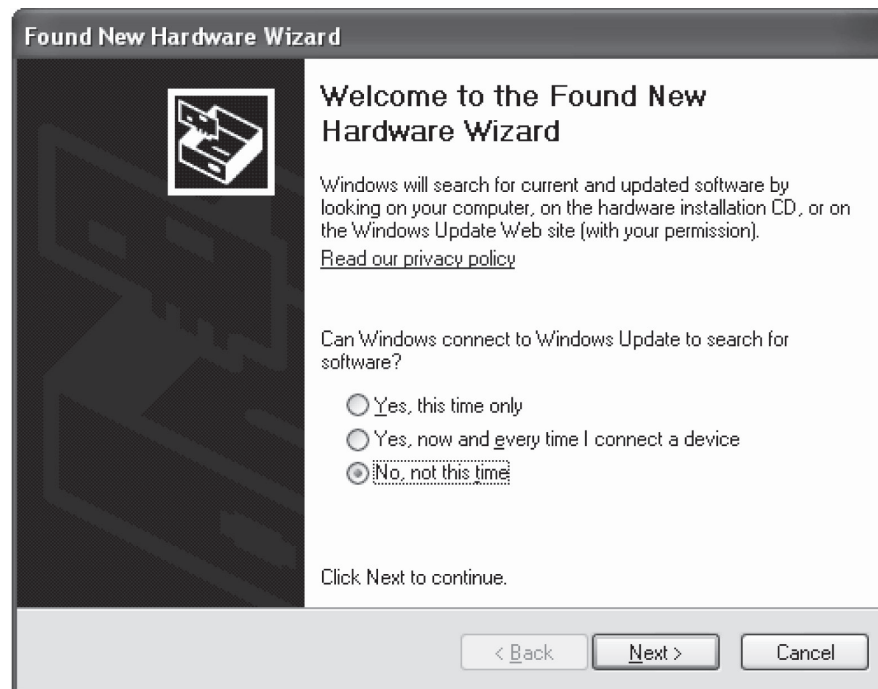 Found New Hardware Wizard
Welcome to the Found New
Hardware Wizard
Windows will search for current and updated software by
looking on your computer, on the hardware installation CD, or on
the Windows Update Web site (with your permission).
Read our privacy policy
Can Windows connect to Windows Update to search for
software?
Yes, this time only
Yes, now and every time I connect a device
No, not this time
Click Next to continue.
< Back
Next >
Cancel